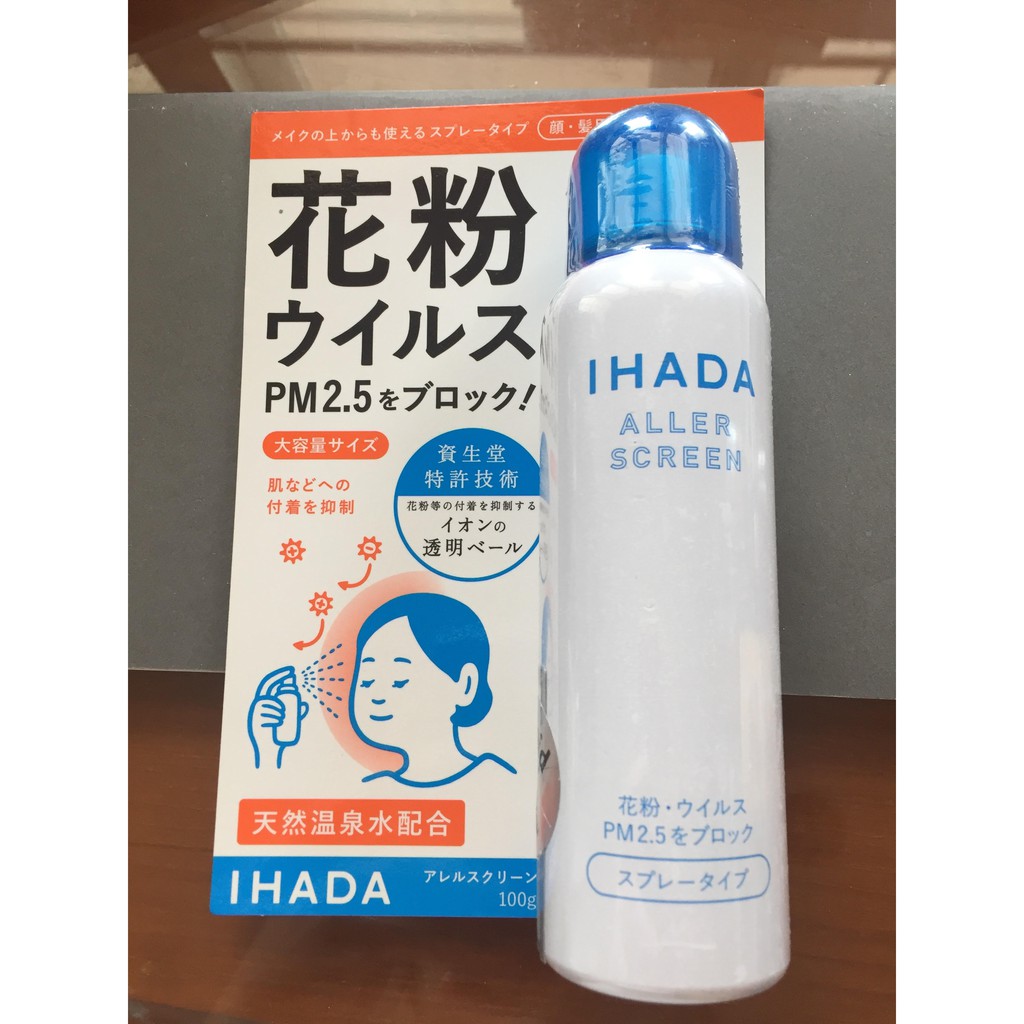 メイクの上からも使えるスプレータイプ
顔・髪
花粉
ウイルス
PM2.5をブロック!
大容量サイズ
肌などへの
付着を抑制
資生堂
特許技術
花粉等の付着を抑制する
イオンの
透明ベール
天然温泉水配合
IHADA
アレルスクリーン
100g
IHADA
ALLER
SCREEN
花粉・ウイルス
PM2.5をブロック
スプレータイプ